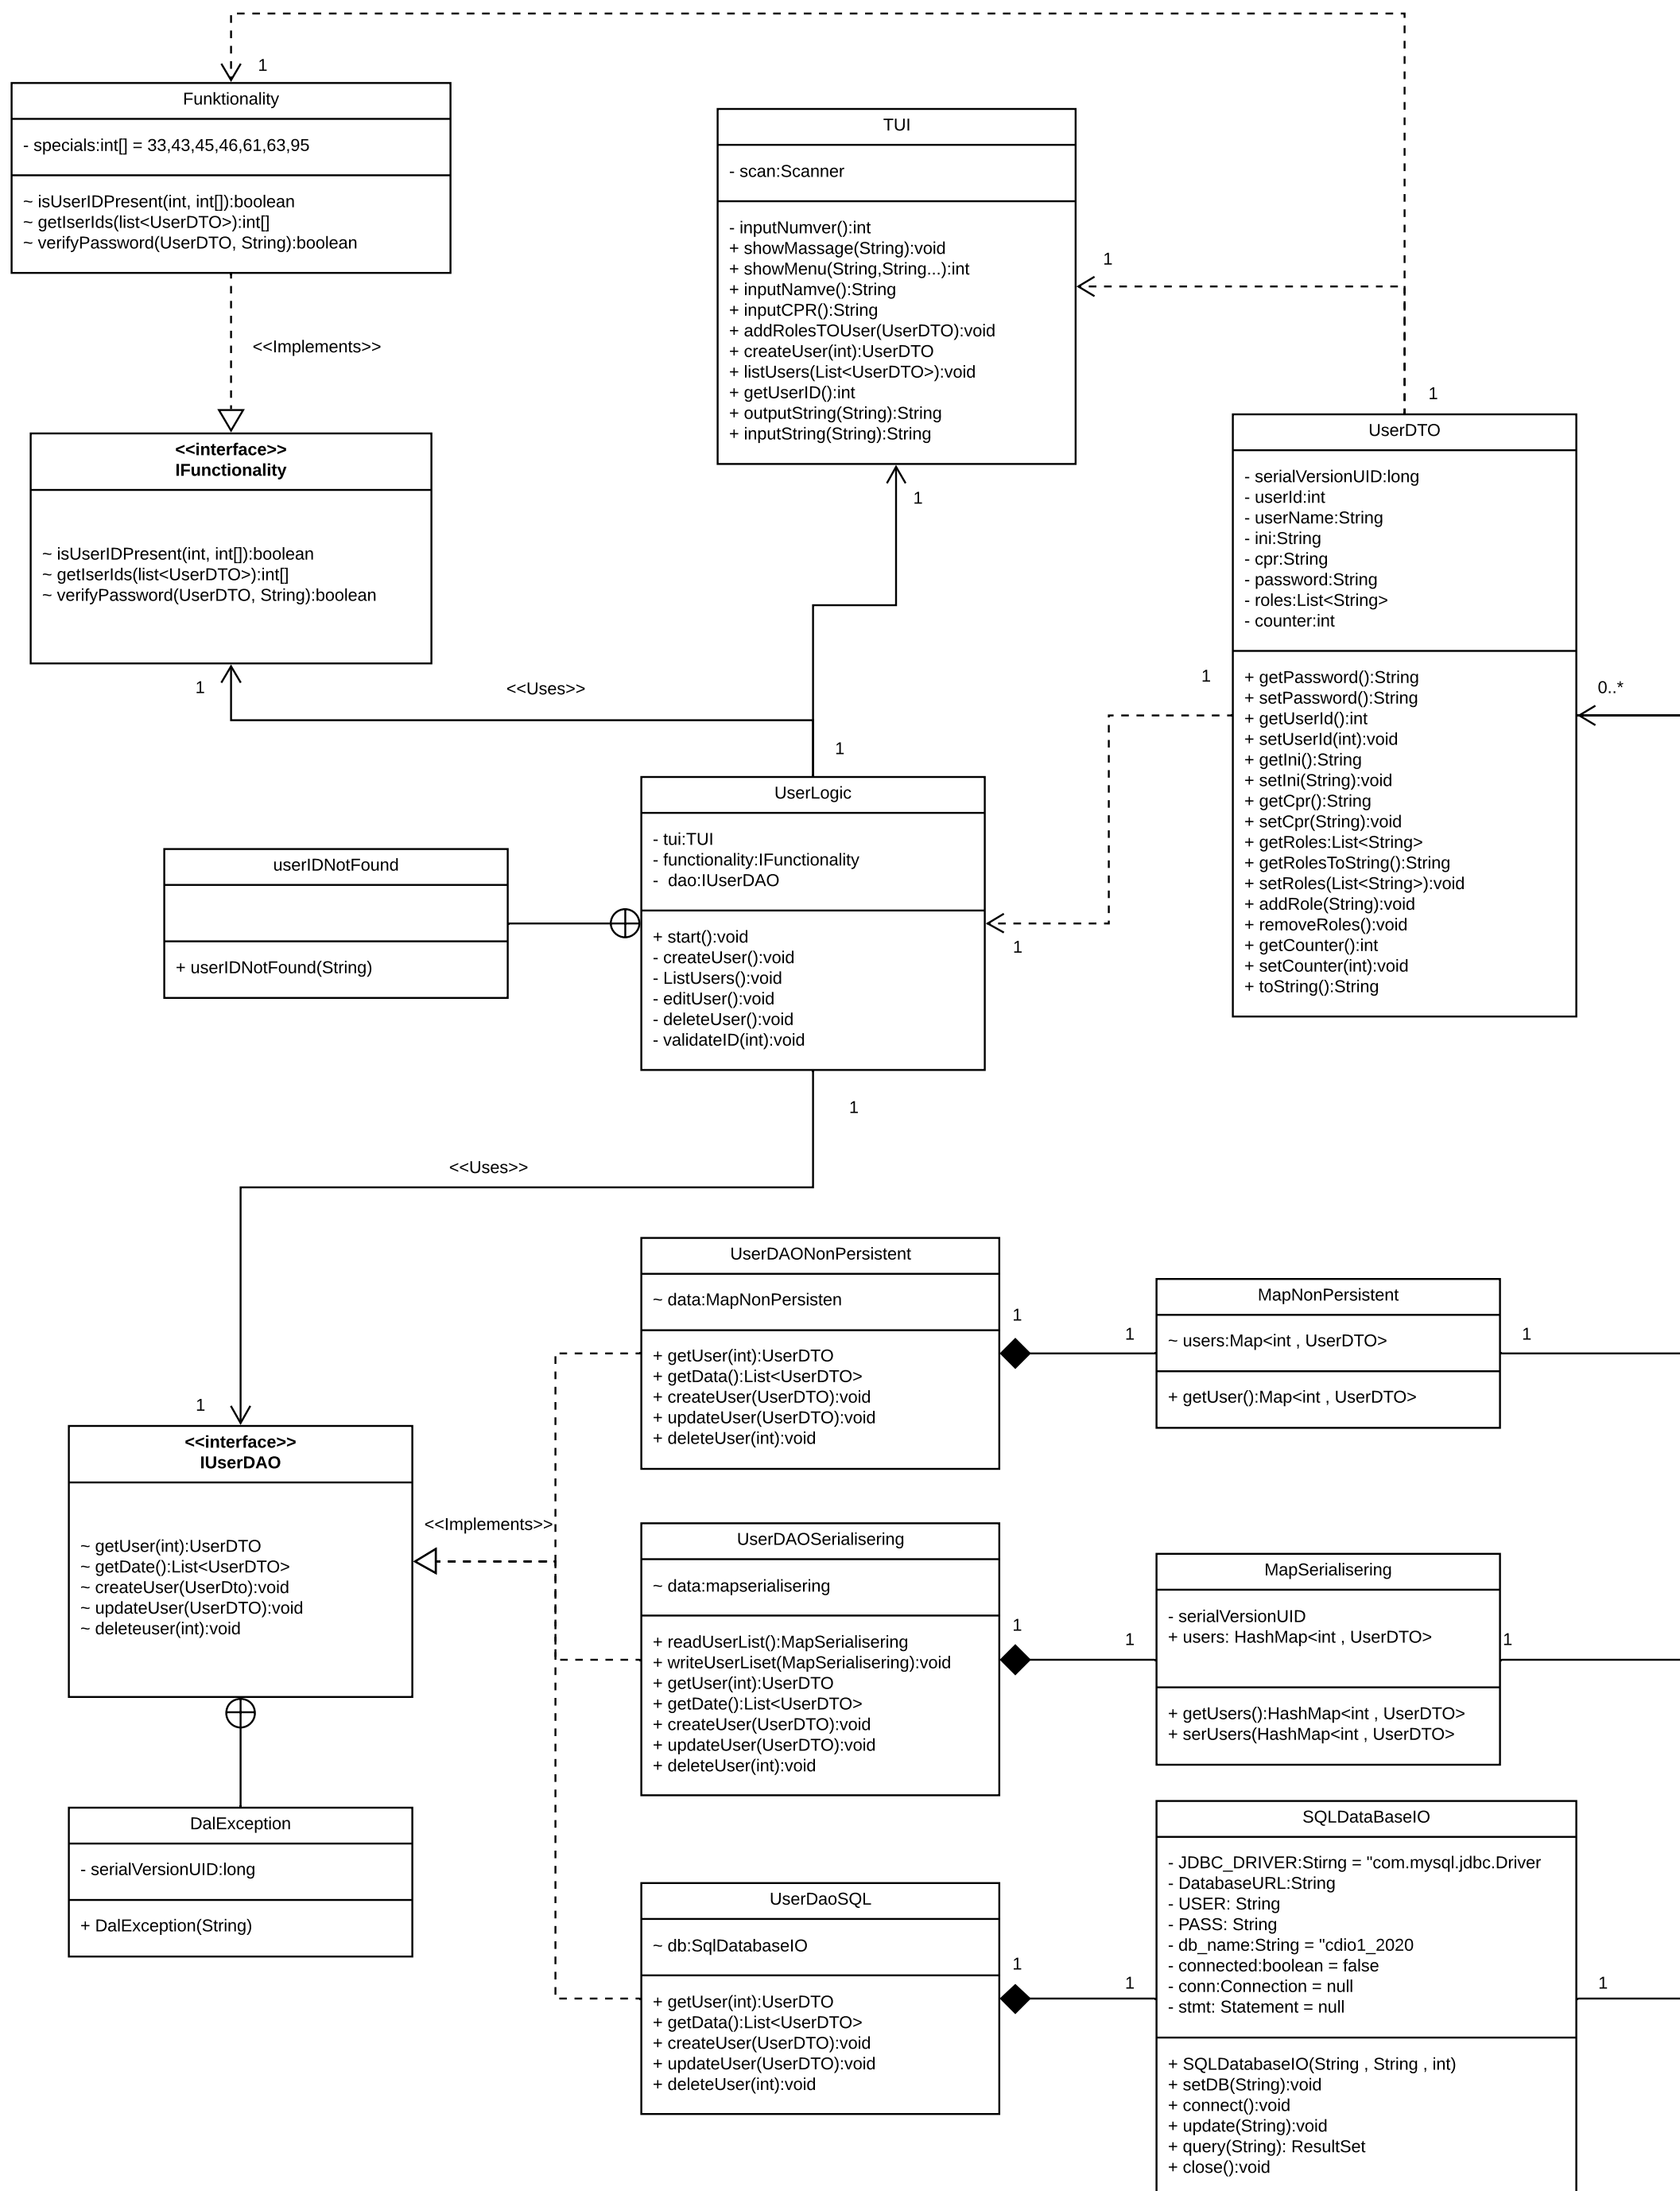 1
Funktionality
- specials:int[] = 33,43,45,46,61,63,95
~ isUserIDPresent(int, int[]):boolean
~ getIserIds(list<UserDTO>):int[]
~ verifyPassword(UserDTO, String):boolean
<<Implements>>
<<interface>>
IFunctionality
~ isUserIDPresent(int, int[]):boolean
~ getIserIds(list<UserDTO>):int[]
~ verifyPassword(UserDTO, String):boolean
1
<<Uses>>
TUI
- scan:Scanner
- inputNumver():int
+ showMassage(String):void
+ showMenu(String,String...):int
+ inputNamve():String
+ inputCPR():String
+ addRolesTOUser(UserDTO):void
+ createUser(int):UserDTO
+ listUsers(List<UserDTO>):void
+ getUserID():int
+ outputString(String):String
+ inputString(String):String
1
1
1
UserDTO
- serialVersionUID:long
- userId:int
- userName:String
- ini:String
- cpr:String
- password:String
- roles:List<String>
- counter:int
+ getPassword():String
+ setPassword():String
+ getUserId():int
+ setUserId(int):void
+ getIni():String
+ setIni(String):void
+ getCpr():String
+ setCpr(String):void
+ getRoles:List<String>
+ getRolesToString():String
+ setRoles(List<String>):void
+ addRole(String):void
+ removeRoles():void
+ getCounter():int
+ setCounter(int):void
+ toString():String
1
0..*
1
UserLogic
- tui:TUI
- functionality:IFunctionality
-  dao:IUserDAO
+ start():void
- createUser():void
- ListUsers():void
- editUser():void
- deleteUser():void
- validateID(int):void
1
userIDNotFound
+ userIDNotFound(String)
1
<<Uses>>
1
<<interface>>
IUserDAO
~ getUser(int):UserDTO
~ getDate():List<UserDTO>
~ createUser(UserDto):void
~ updateUser(UserDTO):void
~ deleteuser(int):void
<<Implements>>
DalException
- serialVersionUID:long
+ DalException(String)
UserDAONonPersistent
~ data:MapNonPersisten
+ getUser(int):UserDTO
+ getData():List<UserDTO>
+ createUser(UserDTO):void
+ updateUser(UserDTO):void
+ deleteUser(int):void
1
1
MapNonPersistent
~ users:Map<int , UserDTO>
+ getUser():Map<int , UserDTO>
1
UserDAOSerialisering
~ data:mapserialisering
+ readUserList():MapSerialisering
+ writeUserLiset(MapSerialisering):void
+ getUser(int):UserDTO
+ getDate():List<UserDTO>
+ createUser(UserDTO):void
+ updateUser(UserDTO):void
+ deleteUser(int):void
1
1
MapSerialisering
- serialVersionUID
+ users: HashMap<int , UserDTO>
+ getUsers():HashMap<int , UserDTO>
+ serUsers(HashMap<int , UserDTO>
1
UserDaoSQL
~ db:SqlDatabaseIO
+ getUser(int):UserDTO
+ getData():List<UserDTO>
+ createUser(UserDTO):void
+ updateUser(UserDTO):void
+ deleteUser(int):void
1
1
SQLDataBaseIO
- JDBC_DRIVER:Stirng = "com.mysql.jdbc.Driver
- DatabaseURL:String
- USER: String
- PASS: String
- db_name:String = "cdio1_2020
- connected:boolean = false
- conn:Connection = null
- stmt: Statement = null
+ SQLDatabaseIO(String , String , int)
+ setDB(String):void
+ connect():void
+ update(String):void
+ query(String): ResultSet
+ close():void
1